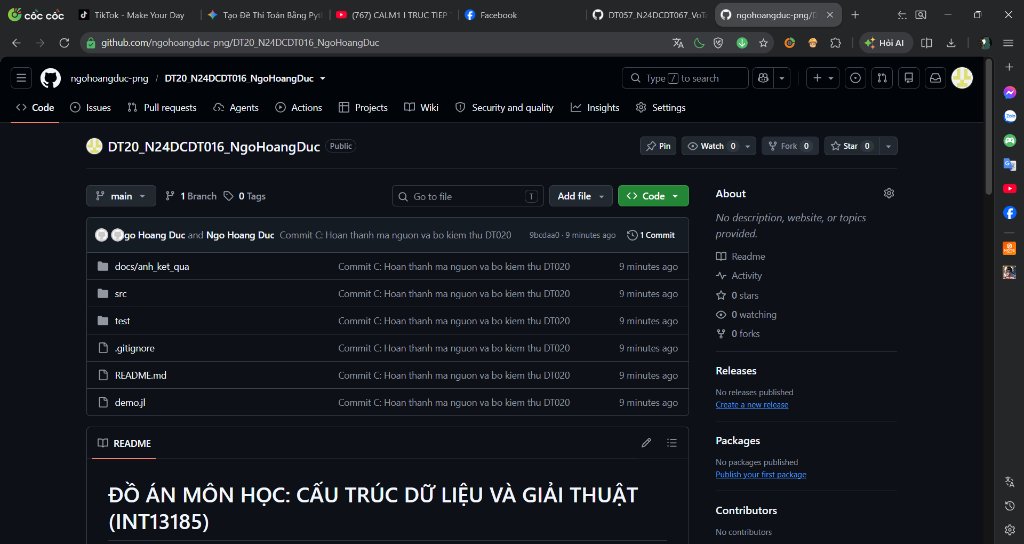 cốc cốc
TikTok - Make Your Day
Tạo Đề Thi Toán Bằng Pyt
(767) CALM1 I TRUC TIEP
Facebook
DT057_N24DCDT067_VoT
ngohoangduc-png/D
github.com/ngohoangduc-png/DT20_N24DCDT016_NgoHoangDuc
Hỏi AI
ngohoangduc-png / DT20_N24DCDT016_NgoHoangDuc
Type / to search
Code
Issues
Pull requests
Agents
Actions
Projects
Wiki
Security and quality
Insights
Settings
DT20_N24DCDT016_NgoHoangDuc Public
Pin
Watch 0
Fork 0
Star 0
main
1 Branch
0 Tags
Go to file
Add file
Code
go Hoang Duc and Ngo Hoang Duc Commit C: Hoan thanh ma nguon va bo kiem thu DT020 9bcdaa0 · 9 minutes ago 1 Commit
docs/anh_ket_qua Commit C: Hoan thanh ma nguon va bo kiem thu DT020 9 minutes ago
src Commit C: Hoan thanh ma nguon va bo kiem thu DT020 9 minutes ago
test Commit C: Hoan thanh ma nguon va bo kiem thu DT020 9 minutes ago
.gitignore Commit C: Hoan thanh ma nguon va bo kiem thu DT020 9 minutes ago
README.md Commit C: Hoan thanh ma nguon va bo kiem thu DT020 9 minutes ago
demo.jl Commit C: Hoan thanh ma nguon va bo kiem thu DT020 9 minutes ago
README
ĐỒ ÁN MÔN HỌC: CẤU TRÚC DỮ LIỆU VÀ GIẢI THUẬT
(INT13185)
About
No description, website, or topics
provided.
Readme
Activity
0 stars
0 watching
0 forks
Releases
No releases published
Create a new release
Packages
No packages published
Publish your first package
Contributors
No contributors